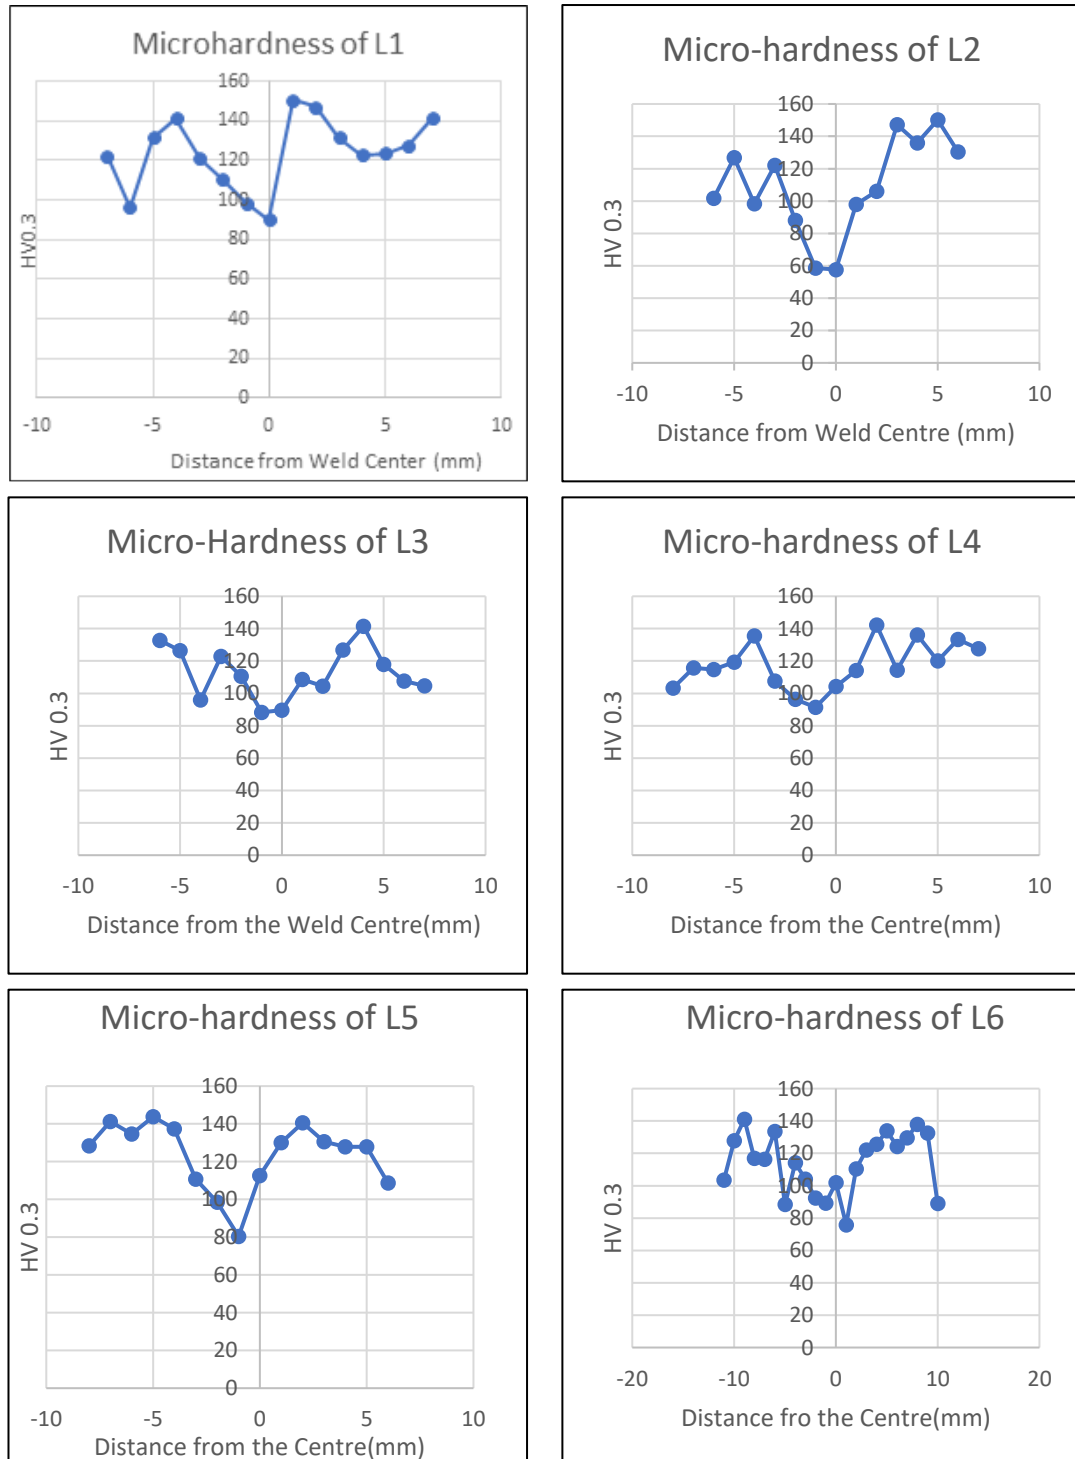 Microhardness of L1
160
140
120
100
80
60
40
20
0
-10 -5 0 5 10
HV0.3
Distance from Weld Center (mm)
Micro-hardness of L2
160
140
120
100
80
60
40
20
0
-10 -5 0 5 10
HV 0.3
Distance from Weld Centre (mm)
Micro-Hardness of L3
160
140
120
100
80
60
40
20
0
-10 -5 0 5 10
HV 0.3
Distance from the Weld Centre(mm)
Micro-hardness of L4
160
140
120
100
80
60
40
20
0
-10 -5 0 5 10
HV 0.3
Distance from the Centre(mm)
Micro-hardness of L5
160
140
120
100
80
60
40
20
0
-10 -5 0 5 10
HV 0.3
Distance from the Centre(mm)
Micro-hardness of L6
160
140
120
100
80
60
40
20
0
-20 -10 0 10 20
HV 0.3
Distance fro the Centre(mm)